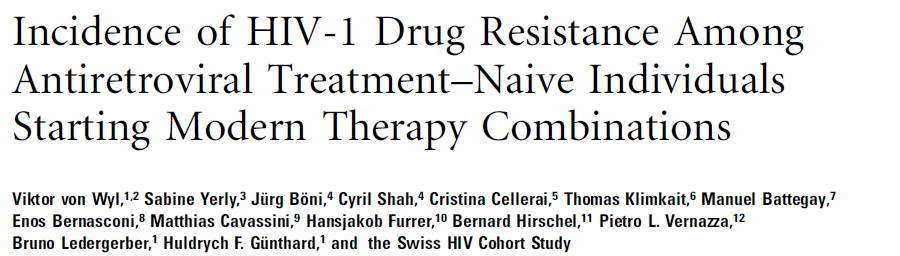 Incidence of HIV-1 Drug Resistance Among
Antiretroviral Treatment–Naive Individuals
Starting Modern Therapy Combinations
Viktor von Wyl,1,2 Sabine Yerly,3 Jürg Böni,4 Cyril Shah,4 Cristina Cellerai,5 Thomas Klimkait,6 Manuel Battegay,7
Enos Bernasconi,8 Matthias Cavassini,9 Hansjakob Furrer,10 Bernard Hirschel,11 Pietro L. Vernazza,12
Bruno Ledergerber,1 Huldrych F. Günthard,1 and the Swiss HIV Cohort Study